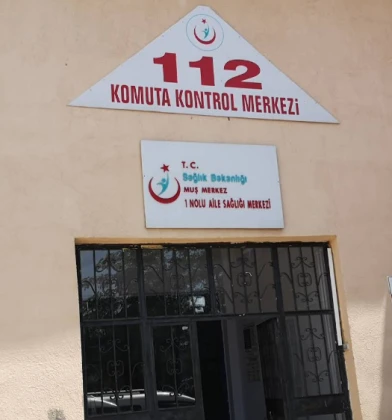 112
KOMUTA KONTROL MERKEZİ
T.C.
Sağlık Bakanlığı
MUŞ MERKEZ
1 NOLU AİLE SAĞLIĞI MERKEZİ